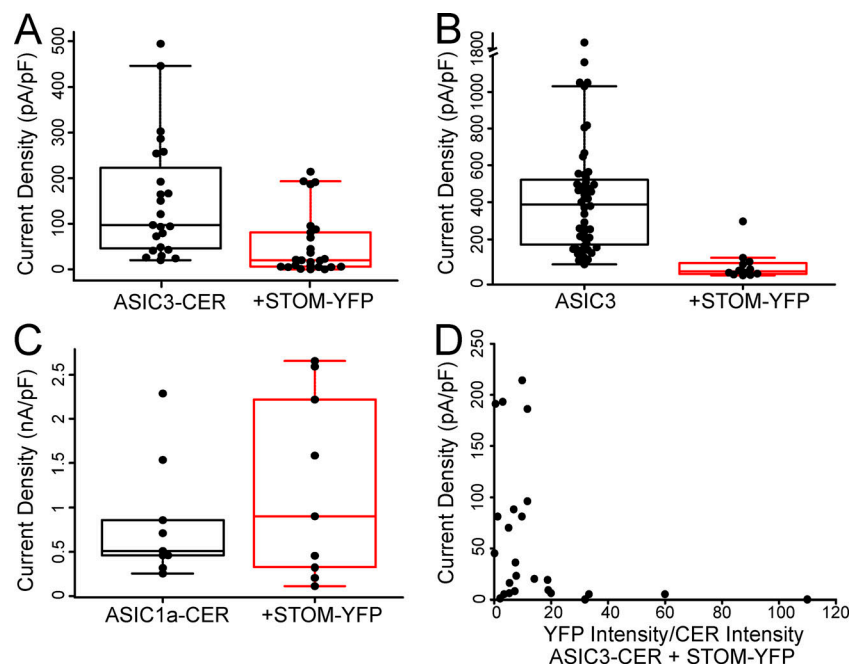 A
Current Density (pA/pF)
500
400
300
200
100
0
ASIC3-CER
+STOM-YFP
B
Current Density (pA/pF)
1800
1000
800
600
400
200
0
ASIC3
+STOM-YFP
C
Current Density (nA/pF)
2.5
2
1.5
1
0.5
0
ASIC1a-CER
+STOM-YFP
D
Current Density (pA/pF)
250
200
150
100
50
0
0 20 40 60 80 100 120
YFP Intensity/CER Intensity
ASIC3-CER + STOM-YFP